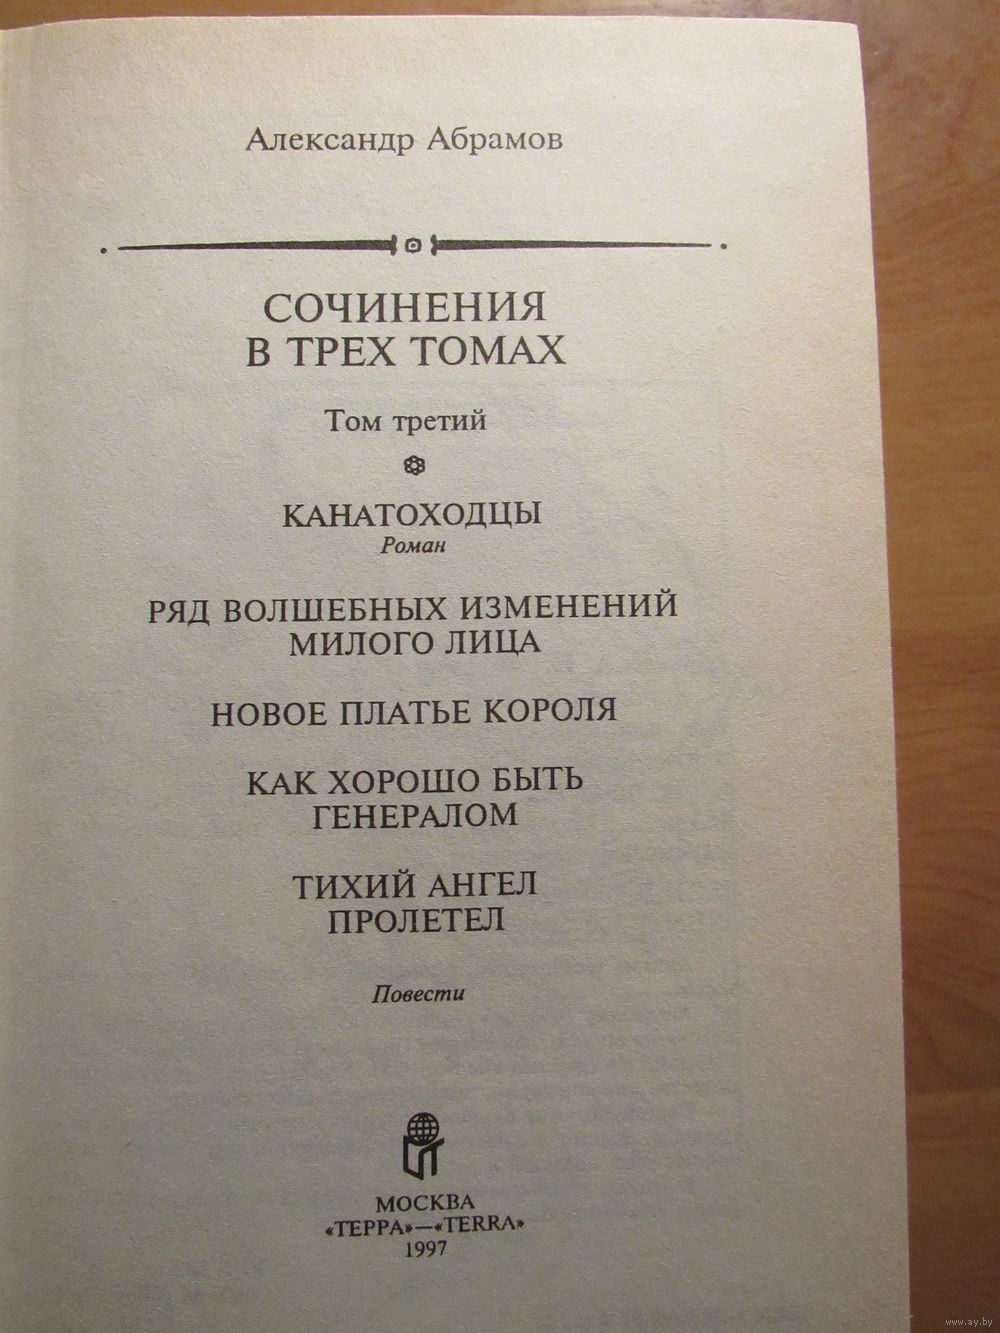 Александр Абрамов
СОЧИНЕНИЯ
В ТРЕХ ТОМАХ
Том третий
КАНАТОХОДЦЫ
Роман
РЯД ВОЛШЕБНЫХ ИЗМЕНЕНИЙ
МИЛОГО ЛИЦА
НОВОЕ ПЛАТЬЕ КОРОЛЯ
КАК ХОРОШО БЫТЬ
ГЕНЕРАЛОМ
ТИХИЙ АНГЕЛ
ПРОЛЕТЕЛ
Повести
МОСКВА
«ТЕРРА»—«TERRA»
1997
www.ay.by